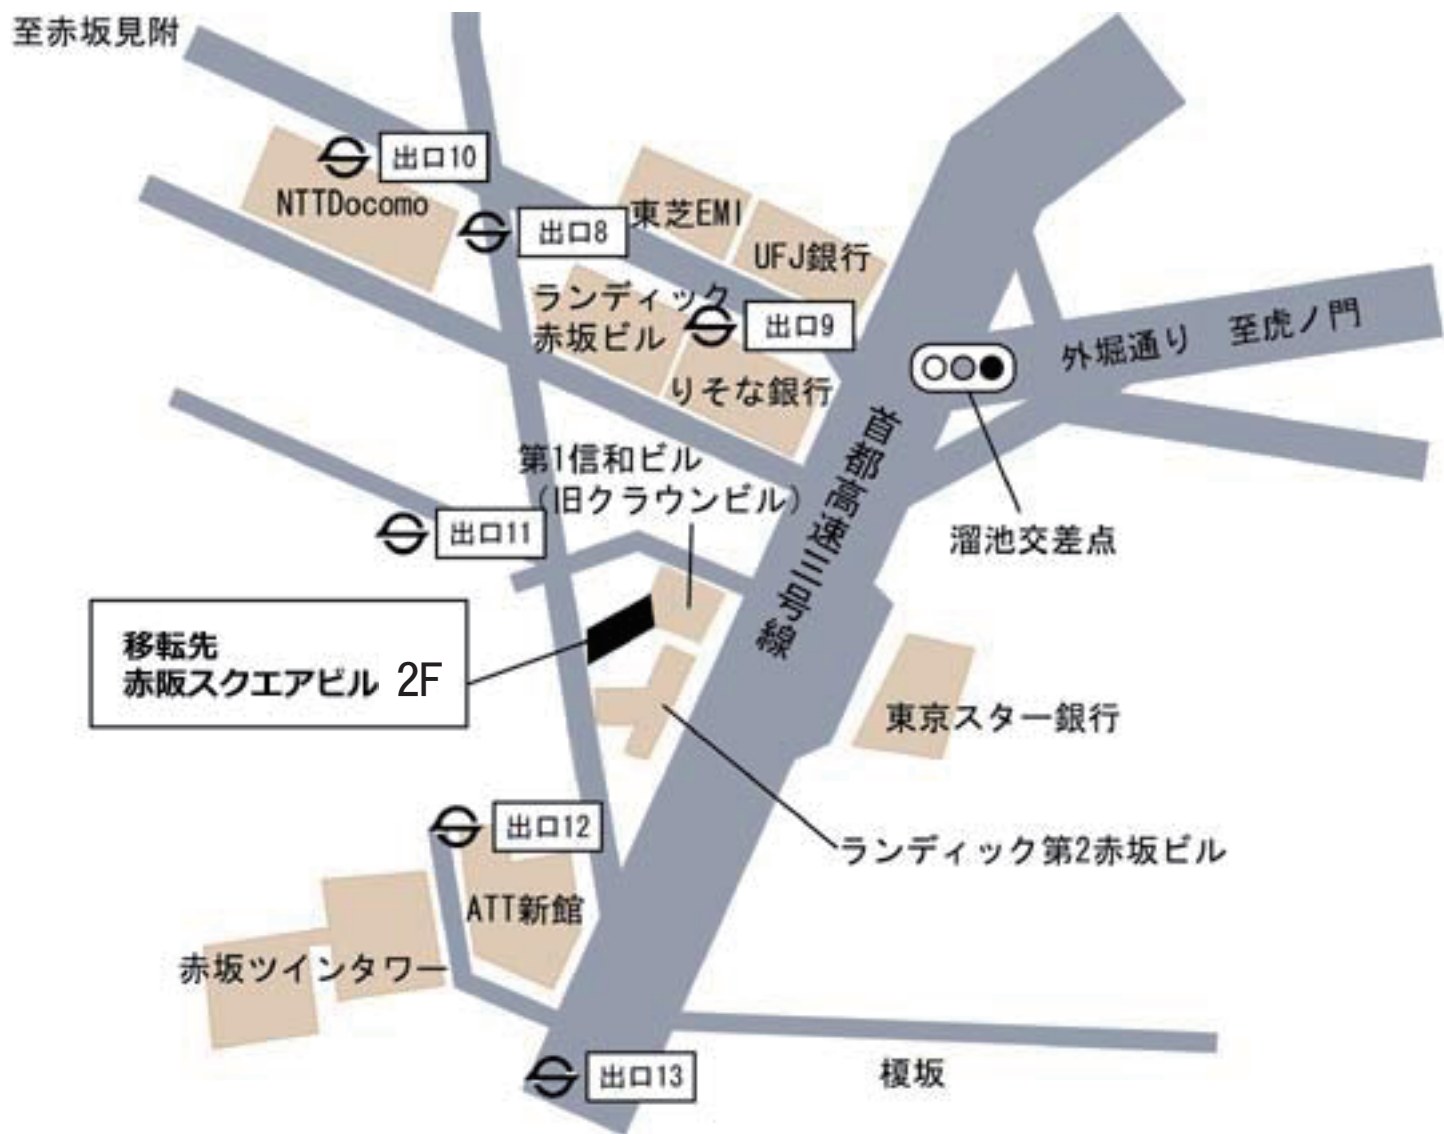 至赤坂見附
出口10
NTTDocomo
出口8
東芝EMI
UFJ銀行
ランディック
赤坂ビル
出口9
りそな銀行
外堀通り 至虎ノ門
首都高速三号線
第1信和ビル
(旧クラウンビル)
出口11
溜池交差点
移転先
赤阪スクエアビル 2F
東京スター銀行
出口12
ランディック第2赤坂ビル
ATT新館
赤坂ツインタワー
出口13
榎坂